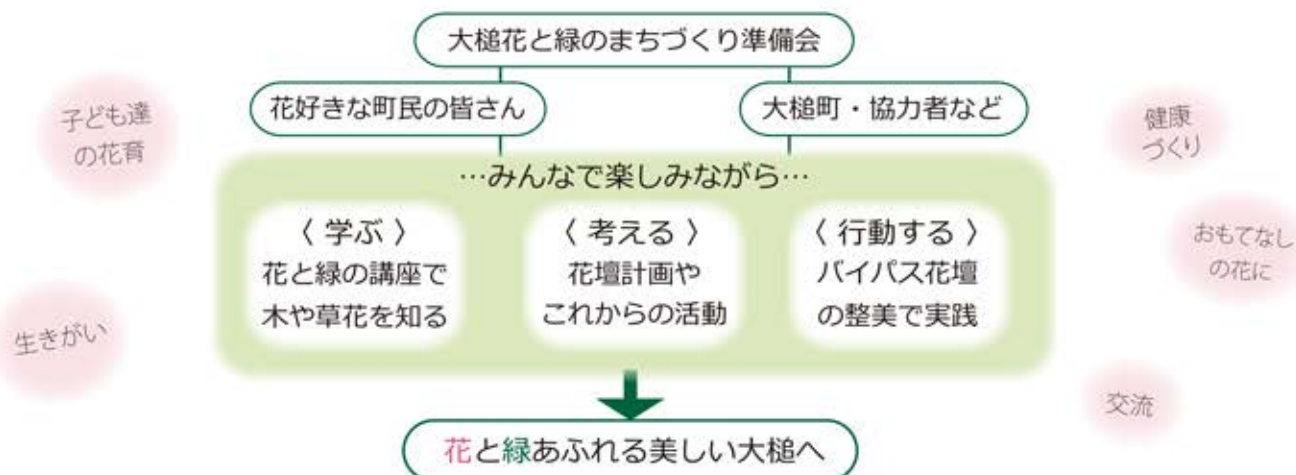 大槌花と緑のまちづくり準備会
花好きな町民の皆さん
大槌町・協力者など
子ども達
の花育
健康
づくり
…みんなで楽しみながら…
〈 学ぶ 〉
花と緑の講座で
木や草花を知る
〈 考える 〉
花壇計画や
これからの活動
〈 行動する 〉
バイパス花壇
の整美で実践
おもてなし
の花に
生きがい
交流
花と緑あふれる美しい大槌へ